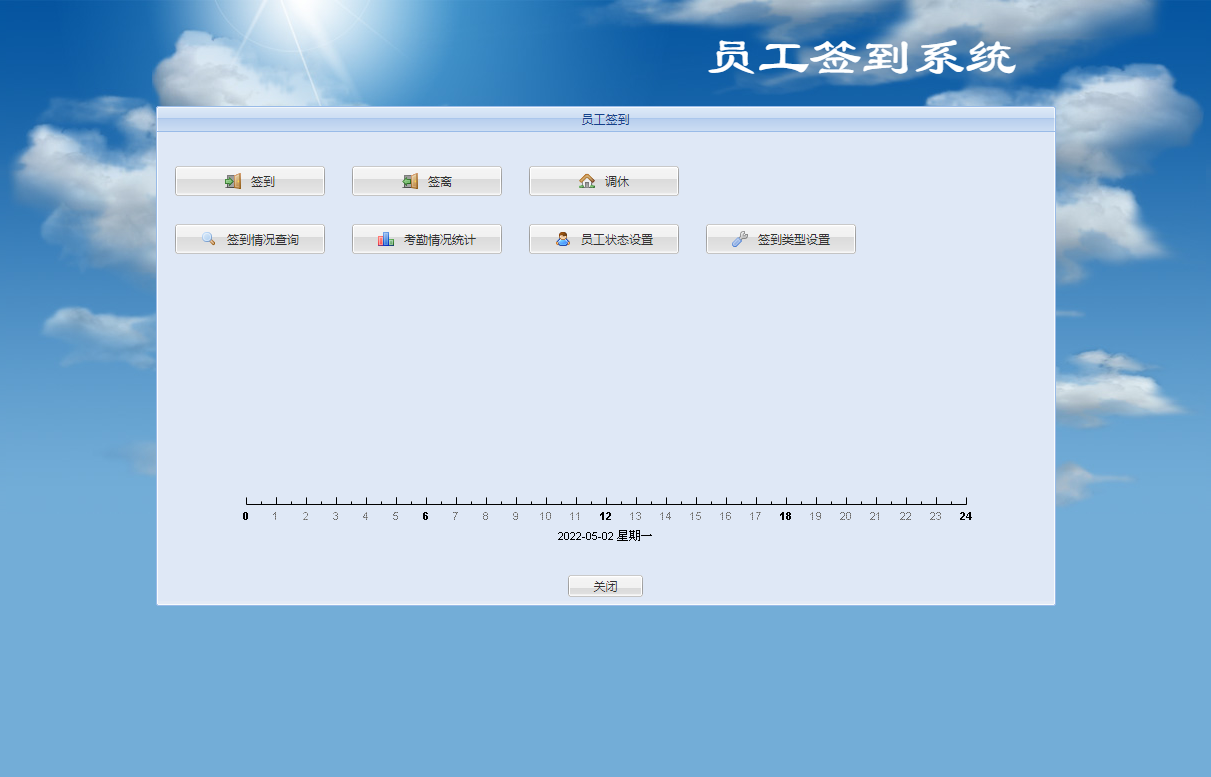 员工签到系统
员工签到
签到 签离 调休
签到情况查询 考勤情况统计 员工状态设置 签到类型设置
0 1 2 3 4 5 6 7 8 9 10 11 12 13 14 15 16 17 18 19 20 21 22 23 24
2022-05-02 星期一
关闭